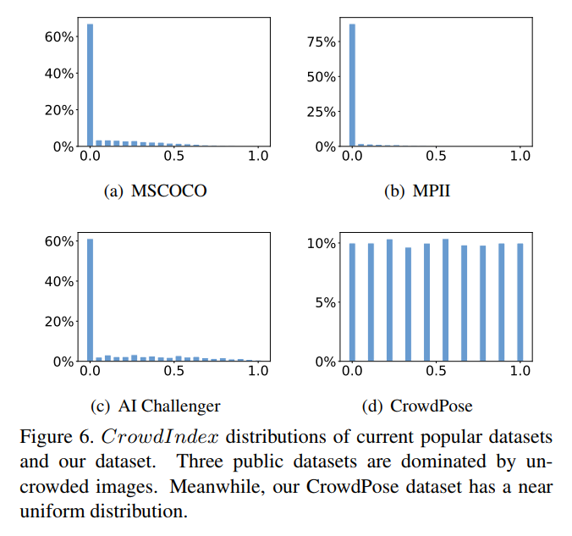 60%
40%
20%
0%
0.0 0.5 1.0
(a) MSCOCO
75%
50%
25%
0%
0.0 0.5 1.0
(b) MPII
60%
40%
20%
0%
0.0 0.5 1.0
(c) AI Challenger
10%
5%
0%
0.0 0.5 1.0
(d) CrowdPose
Figure 6. CrowdIndex distributions of current popular datasets
and our dataset. Three public datasets are dominated by un-
crowded images. Meanwhile, our CrowdPose dataset has a near
uniform distribution.